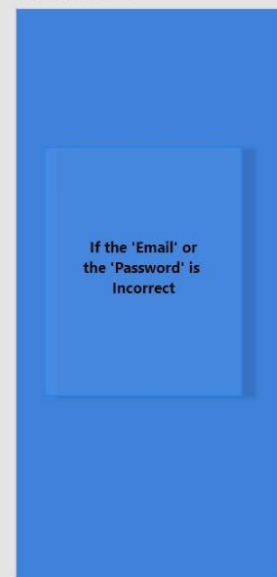 If the 'Email' or
the 'Password' is
Incorrect